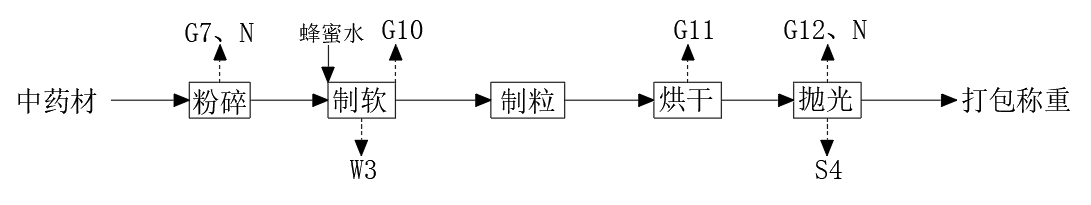 G7、N
蜂蜜水
G10
G11
G12、N
中药材
粉碎
制软
制粒
烘干
抛光
打包称重
W3
S4